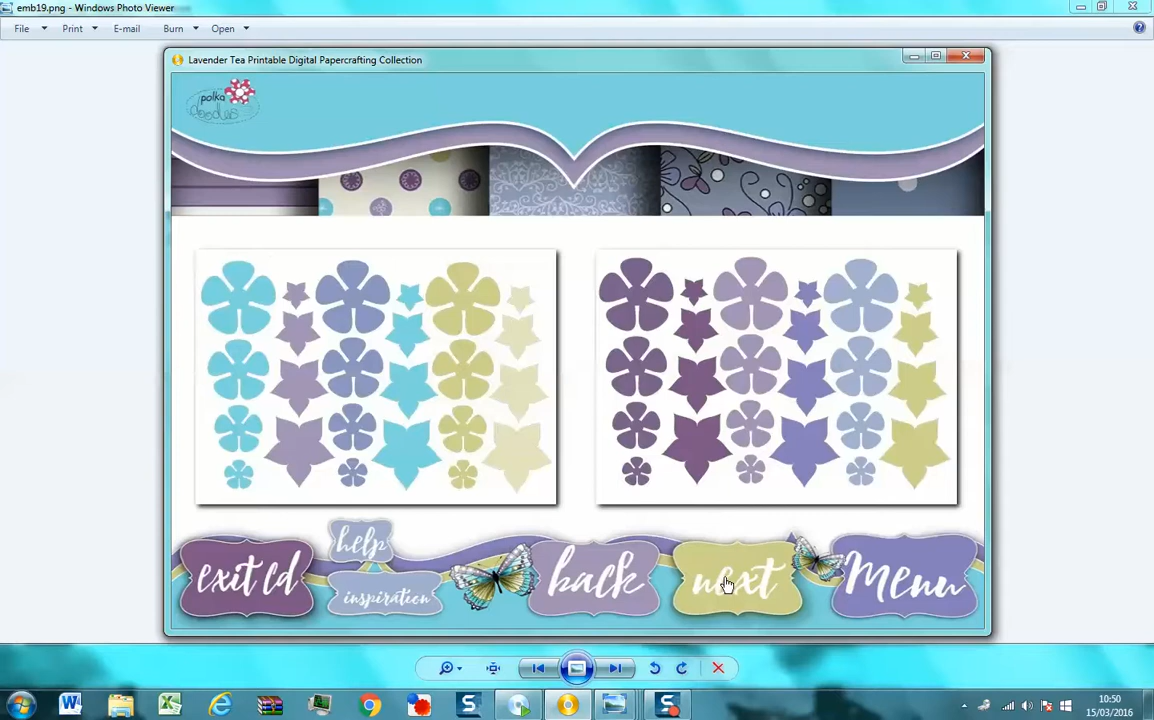 emb19.png - Windows Photo Viewer
File Print E-mail Burn Open
Lavender Tea Printable Digital Papercrafting Collection
polka
doodles
help
exit cd back next Menu
inspiration
10:50
15/03/2016